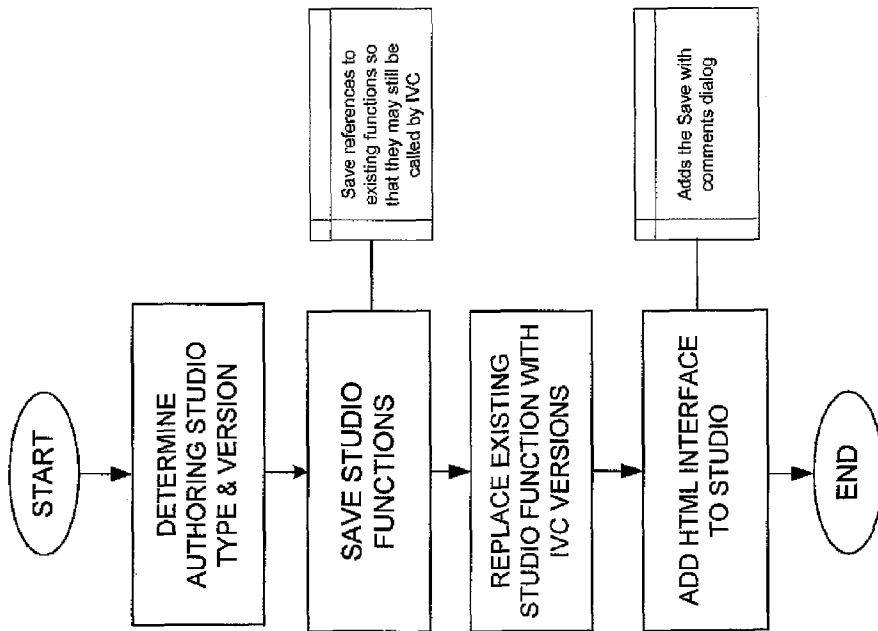 START
DETERMINE
AUTHORING STUDIO
TYPE & VERSION
SAVE STUDIO
FUNCTIONS
Save references to
existing functions so
that they may still be
called by IVC
REPLACE EXISTING
STUDIO FUNCTION WITH
IVC VERSIONS
ADD HTML INTERFACE
TO STUDIO
Adds the Save with
comments dialog
END